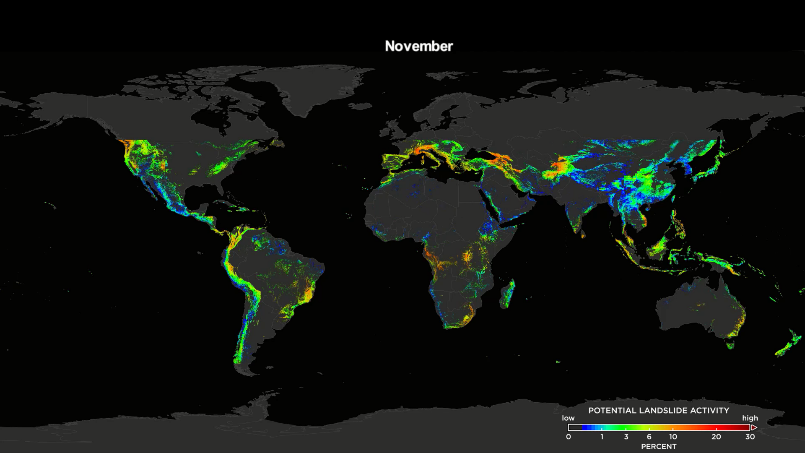 November
POTENTIAL LANDSLIDE ACTIVITY
low high
0 1 3 6 10 20 30
PERCENT